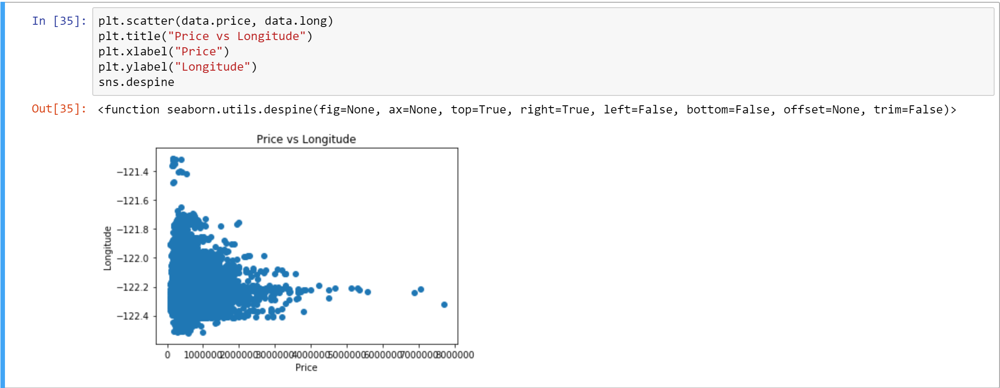 In [35]:
plt.scatter(data.price, data.long)
plt.title("Price vs Longitude")
plt.xlabel("Price")
plt.ylabel("Longitude")
sns.despine
Out[35]: <function seaborn.utils.despine(fig=None, ax=None, top=True, right=True, left=False, bottom=False, offset=None, trim=False)>
Price vs Longitude
−121.4
−121.6
−121.8
−122.0
−122.2
−122.4
Longitude
0 1000000 2000000 3000000 4000000 5000000 6000000 7000000 8000000
Price